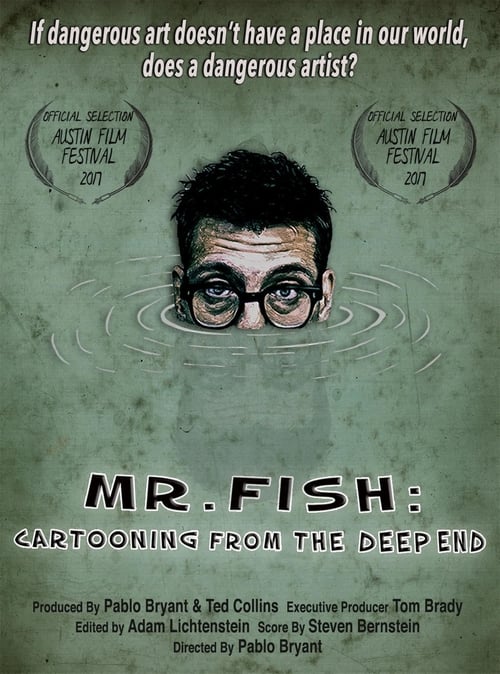 If dangerous art doesn't have a place in our world,
does a dangerous artist?
OFFICIAL SELECTION
AUSTIN FILM
FESTIVAL
2017
OFFICIAL SELECTION
AUSTIN FILM
FESTIVAL
2017
MR. FISH:
CARTOONING FROM THE DEEP END
Produced By Pablo Bryant & Ted Collins Executive Producer Tom Brady
Edited by Adam Lichtenstein Score By Steven Bernstein
Directed By Pablo Bryant